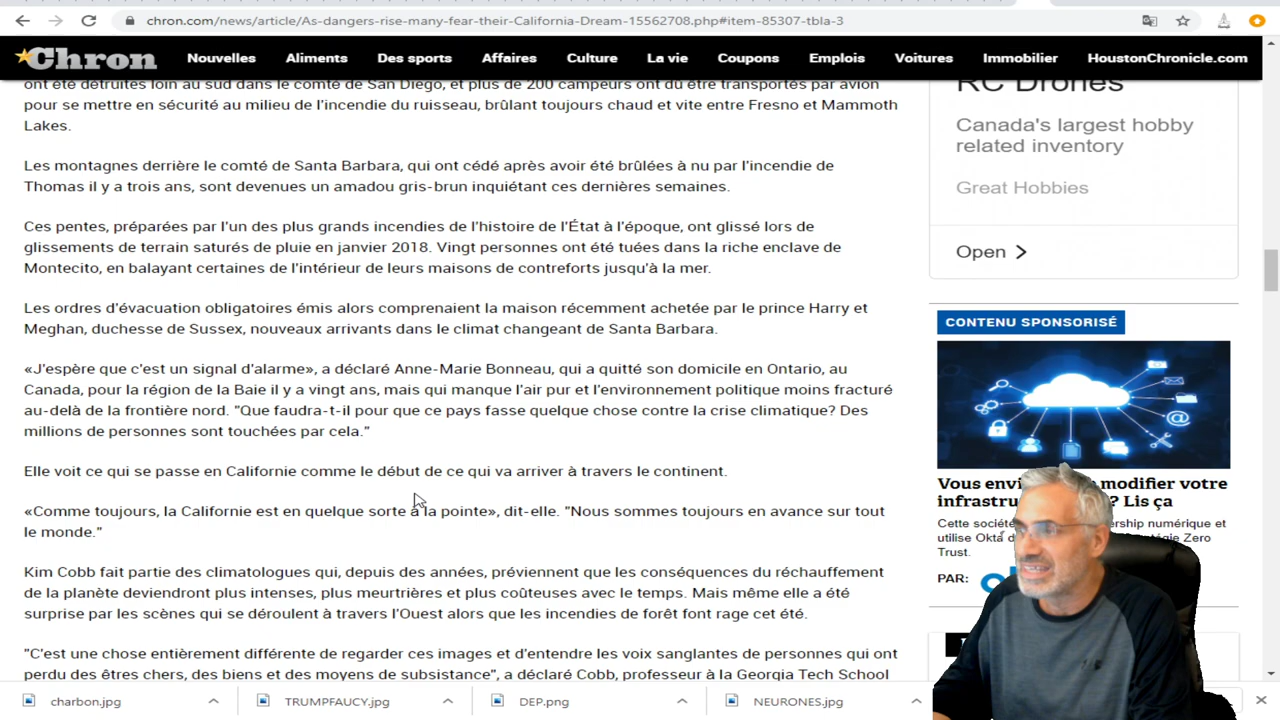 chron.com/news/article/As-dangers-rise-many-fear-their-California-Dream-15562708.php#item-85307-tbla-3
Chron
Nouvelles
Aliments
Des sports
Affaires
Culture
La vie
Coupons
Emplois
Voitures
Immobilier
HoustonChronicle.com
ont été détruites loin au sud dans le comté de San Diego, et plus de 200 campeurs ont dû être transportés par avion
pour se mettre en sécurité au milieu de l'incendie du ruisseau, brûlant toujours chaud et vite entre Fresno et Mammoth
Lakes.
Les montagnes derrière le comté de Santa Barbara, qui ont cédé après avoir été brûlées à nu par l'incendie de
Thomas il y a trois ans, sont devenues un amadou gris-brun inquiétant ces dernières semaines.
Ces pentes, préparées par l'un des plus grands incendies de l'histoire de l'État à l'époque, ont glissé lors de
glissements de terrain saturés de pluie en janvier 2018. Vingt personnes ont été tuées dans la riche enclave de
Montecito, en balayant certaines de l'intérieur de leurs maisons de contreforts jusqu'à la mer.
Les ordres d'évacuation obligatoires émis alors comprenaient la maison récemment achetée par le prince Harry et
Meghan, duchesse de Sussex, nouveaux arrivants dans le climat changeant de Santa Barbara.
«J'espère que c'est un signal d'alarme», a déclaré Anne-Marie Bonneau, qui a quitté son domicile en Ontario, au
Canada, pour la région de la Baie il y a vingt ans, mais qui manque l'air pur et l'environnement politique moins fracturé
au-delà de la frontière nord. "Que faudra-t-il pour que ce pays fasse quelque chose contre la crise climatique? Des
millions de personnes sont touchées par cela."
Elle voit ce qui se passe en Californie comme le début de ce qui va arriver à travers le continent.
«Comme toujours, la Californie est en quelque sorte à la pointe», dit-elle. "Nous sommes toujours en avance sur tout
le monde."
Kim Cobb fait partie des climatologues qui, depuis des années, préviennent que les conséquences du réchauffement
de la planète deviendront plus intenses, plus meurtrières et plus coûteuses avec le temps. Mais même elle a été
surprise par les scènes qui se déroulent à travers l'Ouest alors que les incendies de forêt font rage cet été.
"C'est une chose entièrement différente de regarder ces images et d'entendre les voix sanglantes de personnes qui ont
perdu des êtres chers, des biens et des moyens de subsistance", a déclaré Cobb, professeur à la Georgia Tech School
RC Drones
Canada's largest hobby
related inventory
Great Hobbies
Open
CONTENU SPONSORISÉ
Vous modifier votre
infrastru ? Lis ça
Cette société ership numérique et
utilise Okta Zero
Trust.
PAR:
charbon.jpg
TRUMPFAUCY.jpg
DEP.png
NEURONES.jpg